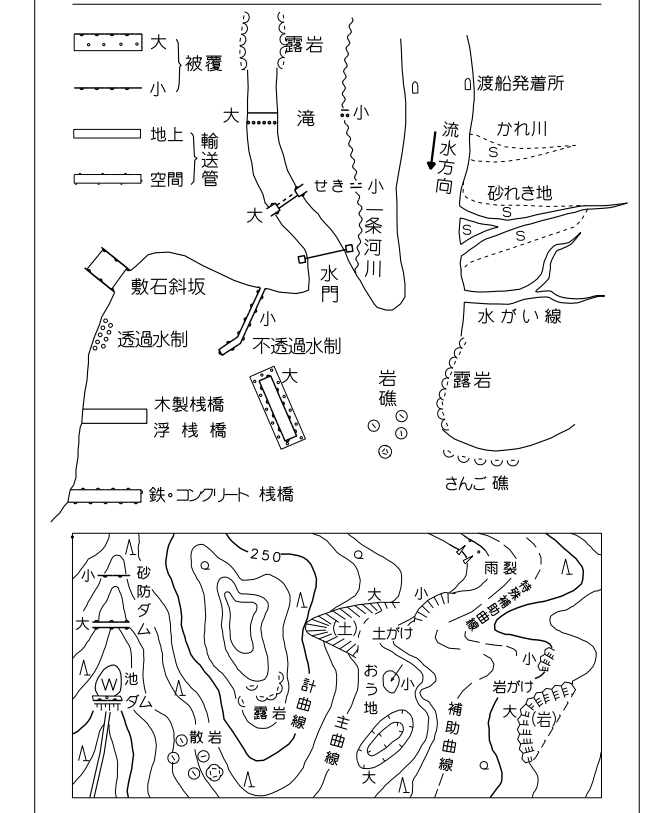 大
被覆
小
地上
輸送管
空間
露岩
大
滝
小
せき
小
大
一条河川
水門
渡船発着所
流水方向
かれ川
S
砂れき地
S
S
S
水がい線
敷石斜坂
小
透過水制
不透過水制
大
岩礁
露岩
木製桟橋
浮桟橋
さんご礁
鉄・コンクリート桟橋
250
小
砂防ダム
大
W
池
ダム
散岩
露岩
計曲線
主曲線
大
小
土
土がけ
おう地
小
大
補助曲線
雨裂
特殊補助曲線
小
岩がけ
大
岩